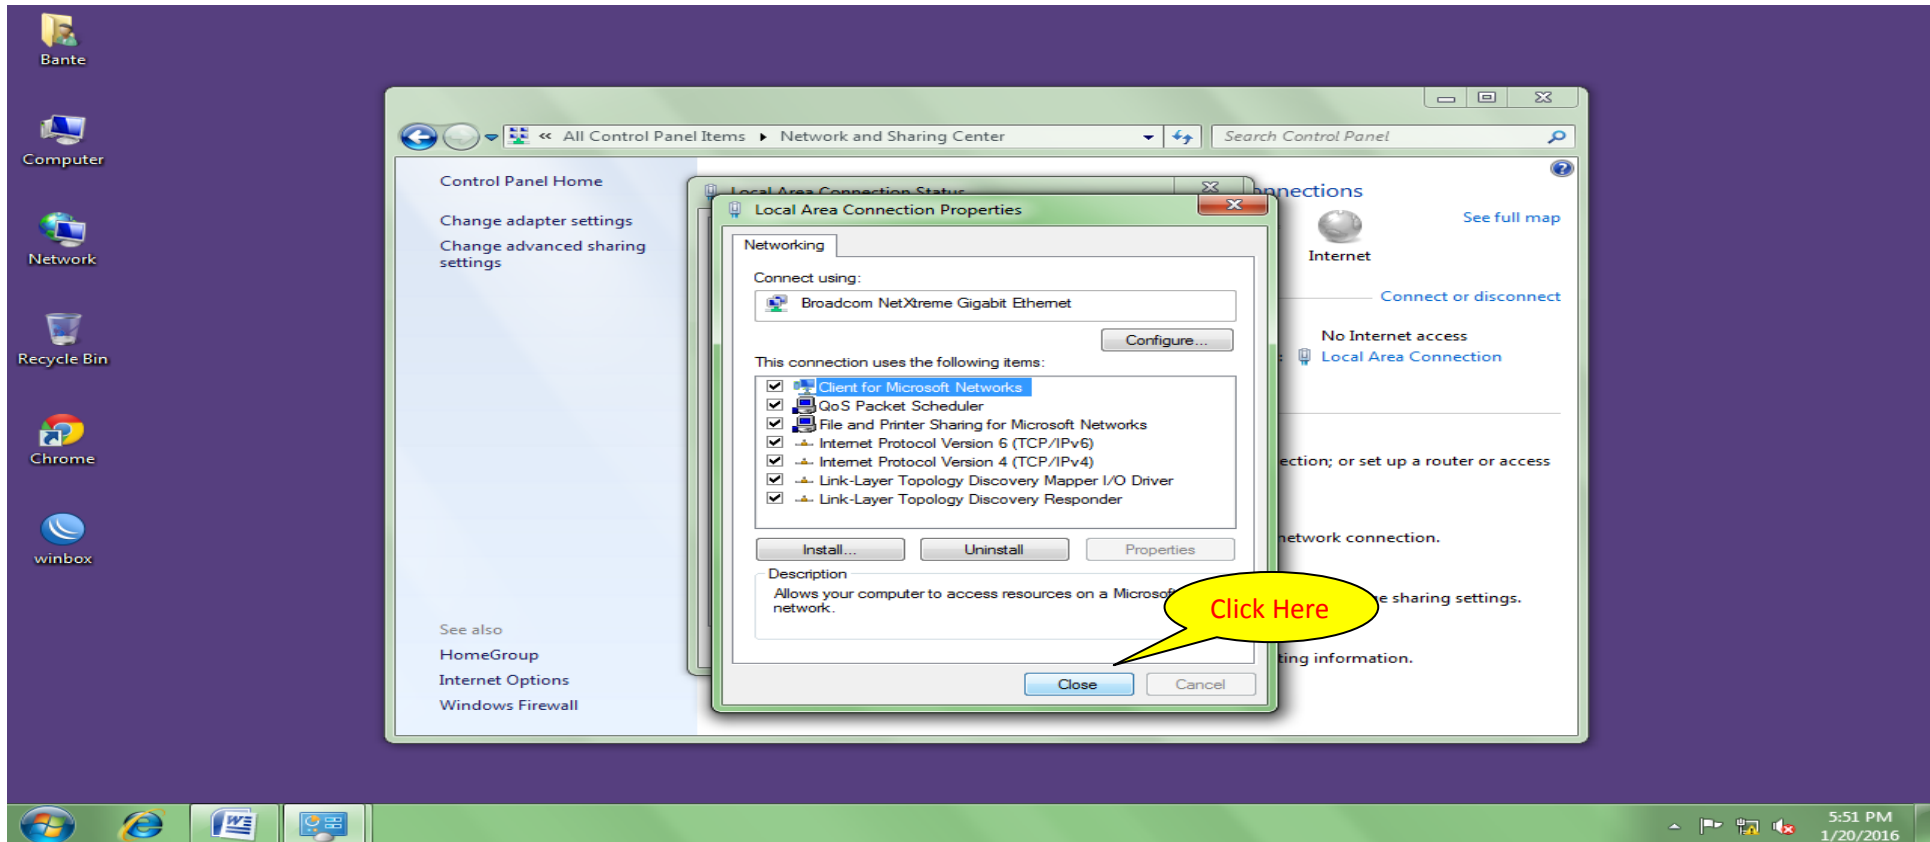 Bante
Computer
Network
Recycle Bin
Chrome
winbox
« All Control Panel Items ▸ Network and Sharing Center
Search Control Panel
Control Panel Home
Change adapter settings
Change advanced sharing
settings
See also
HomeGroup
Internet Options
Windows Firewall
Local Area Connection Status
Local Area Connection Properties
Networking
Connect using:
Broadcom NetXtreme Gigabit Ethernet
Configure...
This connection uses the following items:
Client for Microsoft Networks
QoS Packet Scheduler
File and Printer Sharing for Microsoft Networks
Internet Protocol Version 6 (TCP/IPv6)
Internet Protocol Version 4 (TCP/IPv4)
Link-Layer Topology Discovery Mapper I/O Driver
Link-Layer Topology Discovery Responder
Install...
Uninstall
Properties
Description
Allows your computer to access resources on a Microsoft
network.
Click Here
Close
Cancel
See full map
Internet
Connect or disconnect
No Internet access
Local Area Connection
or set up a router or access
network connection.
sharing settings.
information.
5:51 PM
1/20/2016